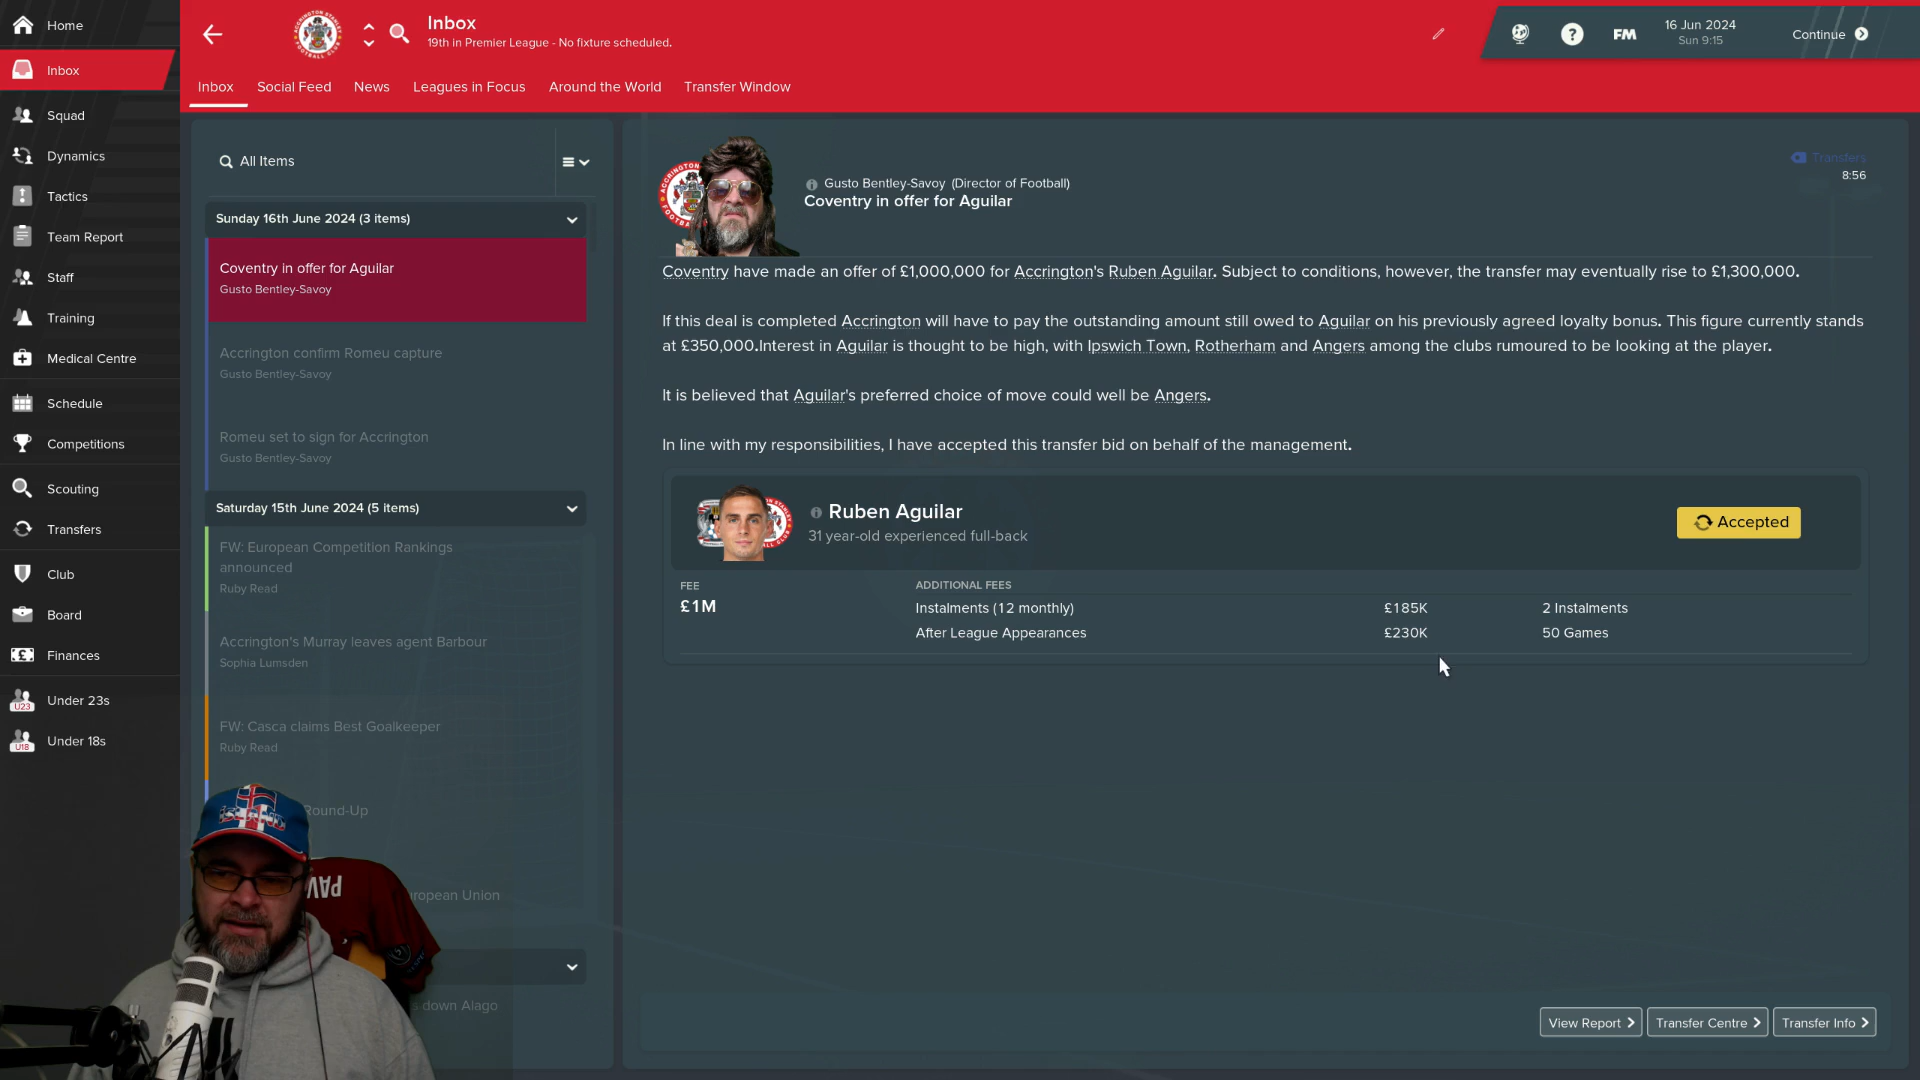 Home
Inbox
Squad
Dynamics
Tactics
Team Report
Staff
Training
Medical Centre
Schedule
Competitions
Scouting
Transfers
Club
Board
Finances
U23
Under 23s
U18
Under 18s
Inbox
19th in Premier League - No fixture scheduled.
?
FM
16 Jun 2024
Sun 9:15
Continue
Inbox
Social Feed
News
Leagues in Focus
Around the World
Transfer Window
All Items
Sunday 16th June 2024 (3 items)
Coventry in offer for Aguilar
Gusto Bentley-Savoy
Accrington confirm Romeu capture
Gusto Bentley-Savoy
Romeu set to sign for Accrington
Gusto Bentley-Savoy
Saturday 15th June 2024 (5 items)
FW: European Competition Rankings
announced
Ruby Read
Accrington's Murray leaves agent Barbour
Sophia Lumsden
FW: Casca claims Best Goalkeeper
Ruby Read
Round-Up
ropean Union
s down Aiago
PAV
Gusto Bentley-Savoy (Director of Football)
Coventry in offer for Aguilar
Transfers
8:56
Coventry have made an offer of £1,000,000 for Accrington's Ruben Aguilar. Subject to conditions, however, the transfer may eventually rise to £1,300,000.
If this deal is completed Accrington will have to pay the outstanding amount still owed to Aguilar on his previously agreed loyalty bonus. This figure currently stands
at £350,000.Interest in Aguilar is thought to be high, with Ipswich Town, Rotherham and Angers among the clubs rumoured to be looking at the player.
It is believed that Aguilar's preferred choice of move could well be Angers.
In line with my responsibilities, I have accepted this transfer bid on behalf of the management.
Ruben Aguilar
31 year-old experienced full-back
Accepted
FEE
£1M
ADDITIONAL FEES
Instalments (12 monthly) £185K 2 Instalments
After League Appearances £230K 50 Games
View Report
Transfer Centre
Transfer Info